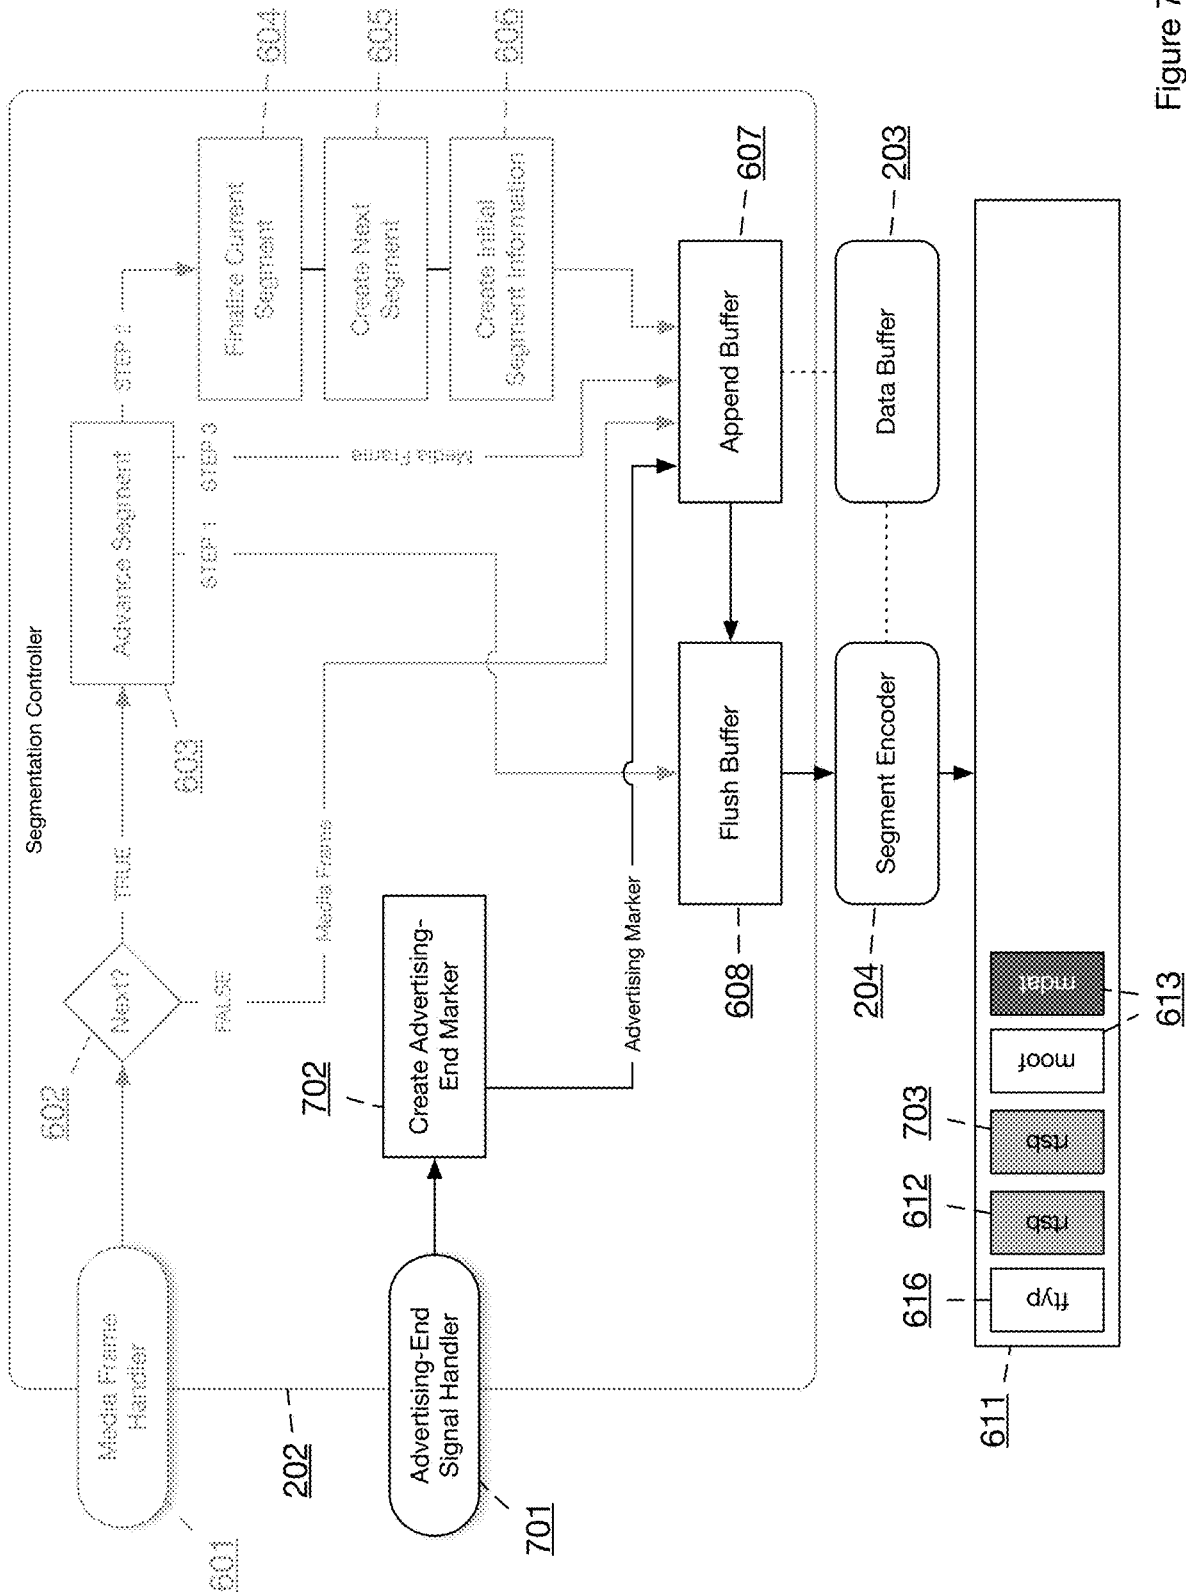 Segmentation Controller
Media Frame
Handler
601
602
Next?
TRUE
FALSE
Advance Segment
603
STEP 2
STEP 3
STEP 1
Finalize Current
Segment
604
Create Next
Segment
605
Create Initial
Segment Information
606
Media Frame
Media Frame
202
Advertising-End
Signal Handler
701
Create Advertising-
End Marker
702
Advertising Marker
Append Buffer
607
Flush Buffer
608
Data Buffer
203
Segment Encoder
204
616
612
703
ftyp
rtsb
rtsb
moof
mdat
613
611
Figure 7